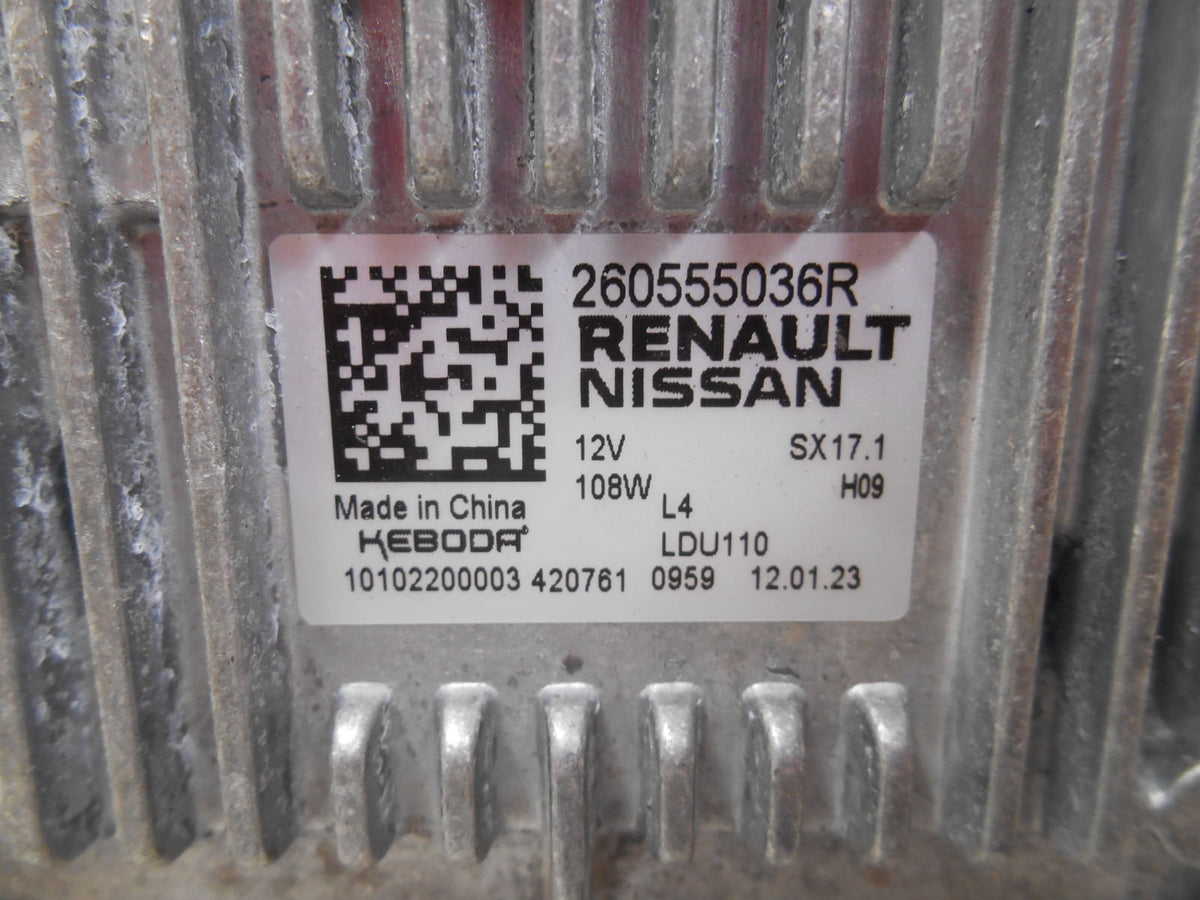 260555036R
RENAULT
NISSAN
12V SX17.1
108W H09
L4
Made in China
KEBODA
LDU110
10102200003 420761 0959 12.01.23